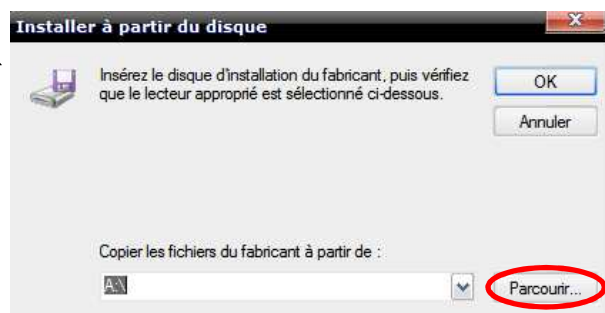 Installer à partir du disque
Insérez le disque d'installation du fabricant, puis vérifiez
que le lecteur approprié est sélectionné ci-dessous.
OK
Annuler
Copier les fichiers du fabricant à partir de :
A:\
Parcourir...